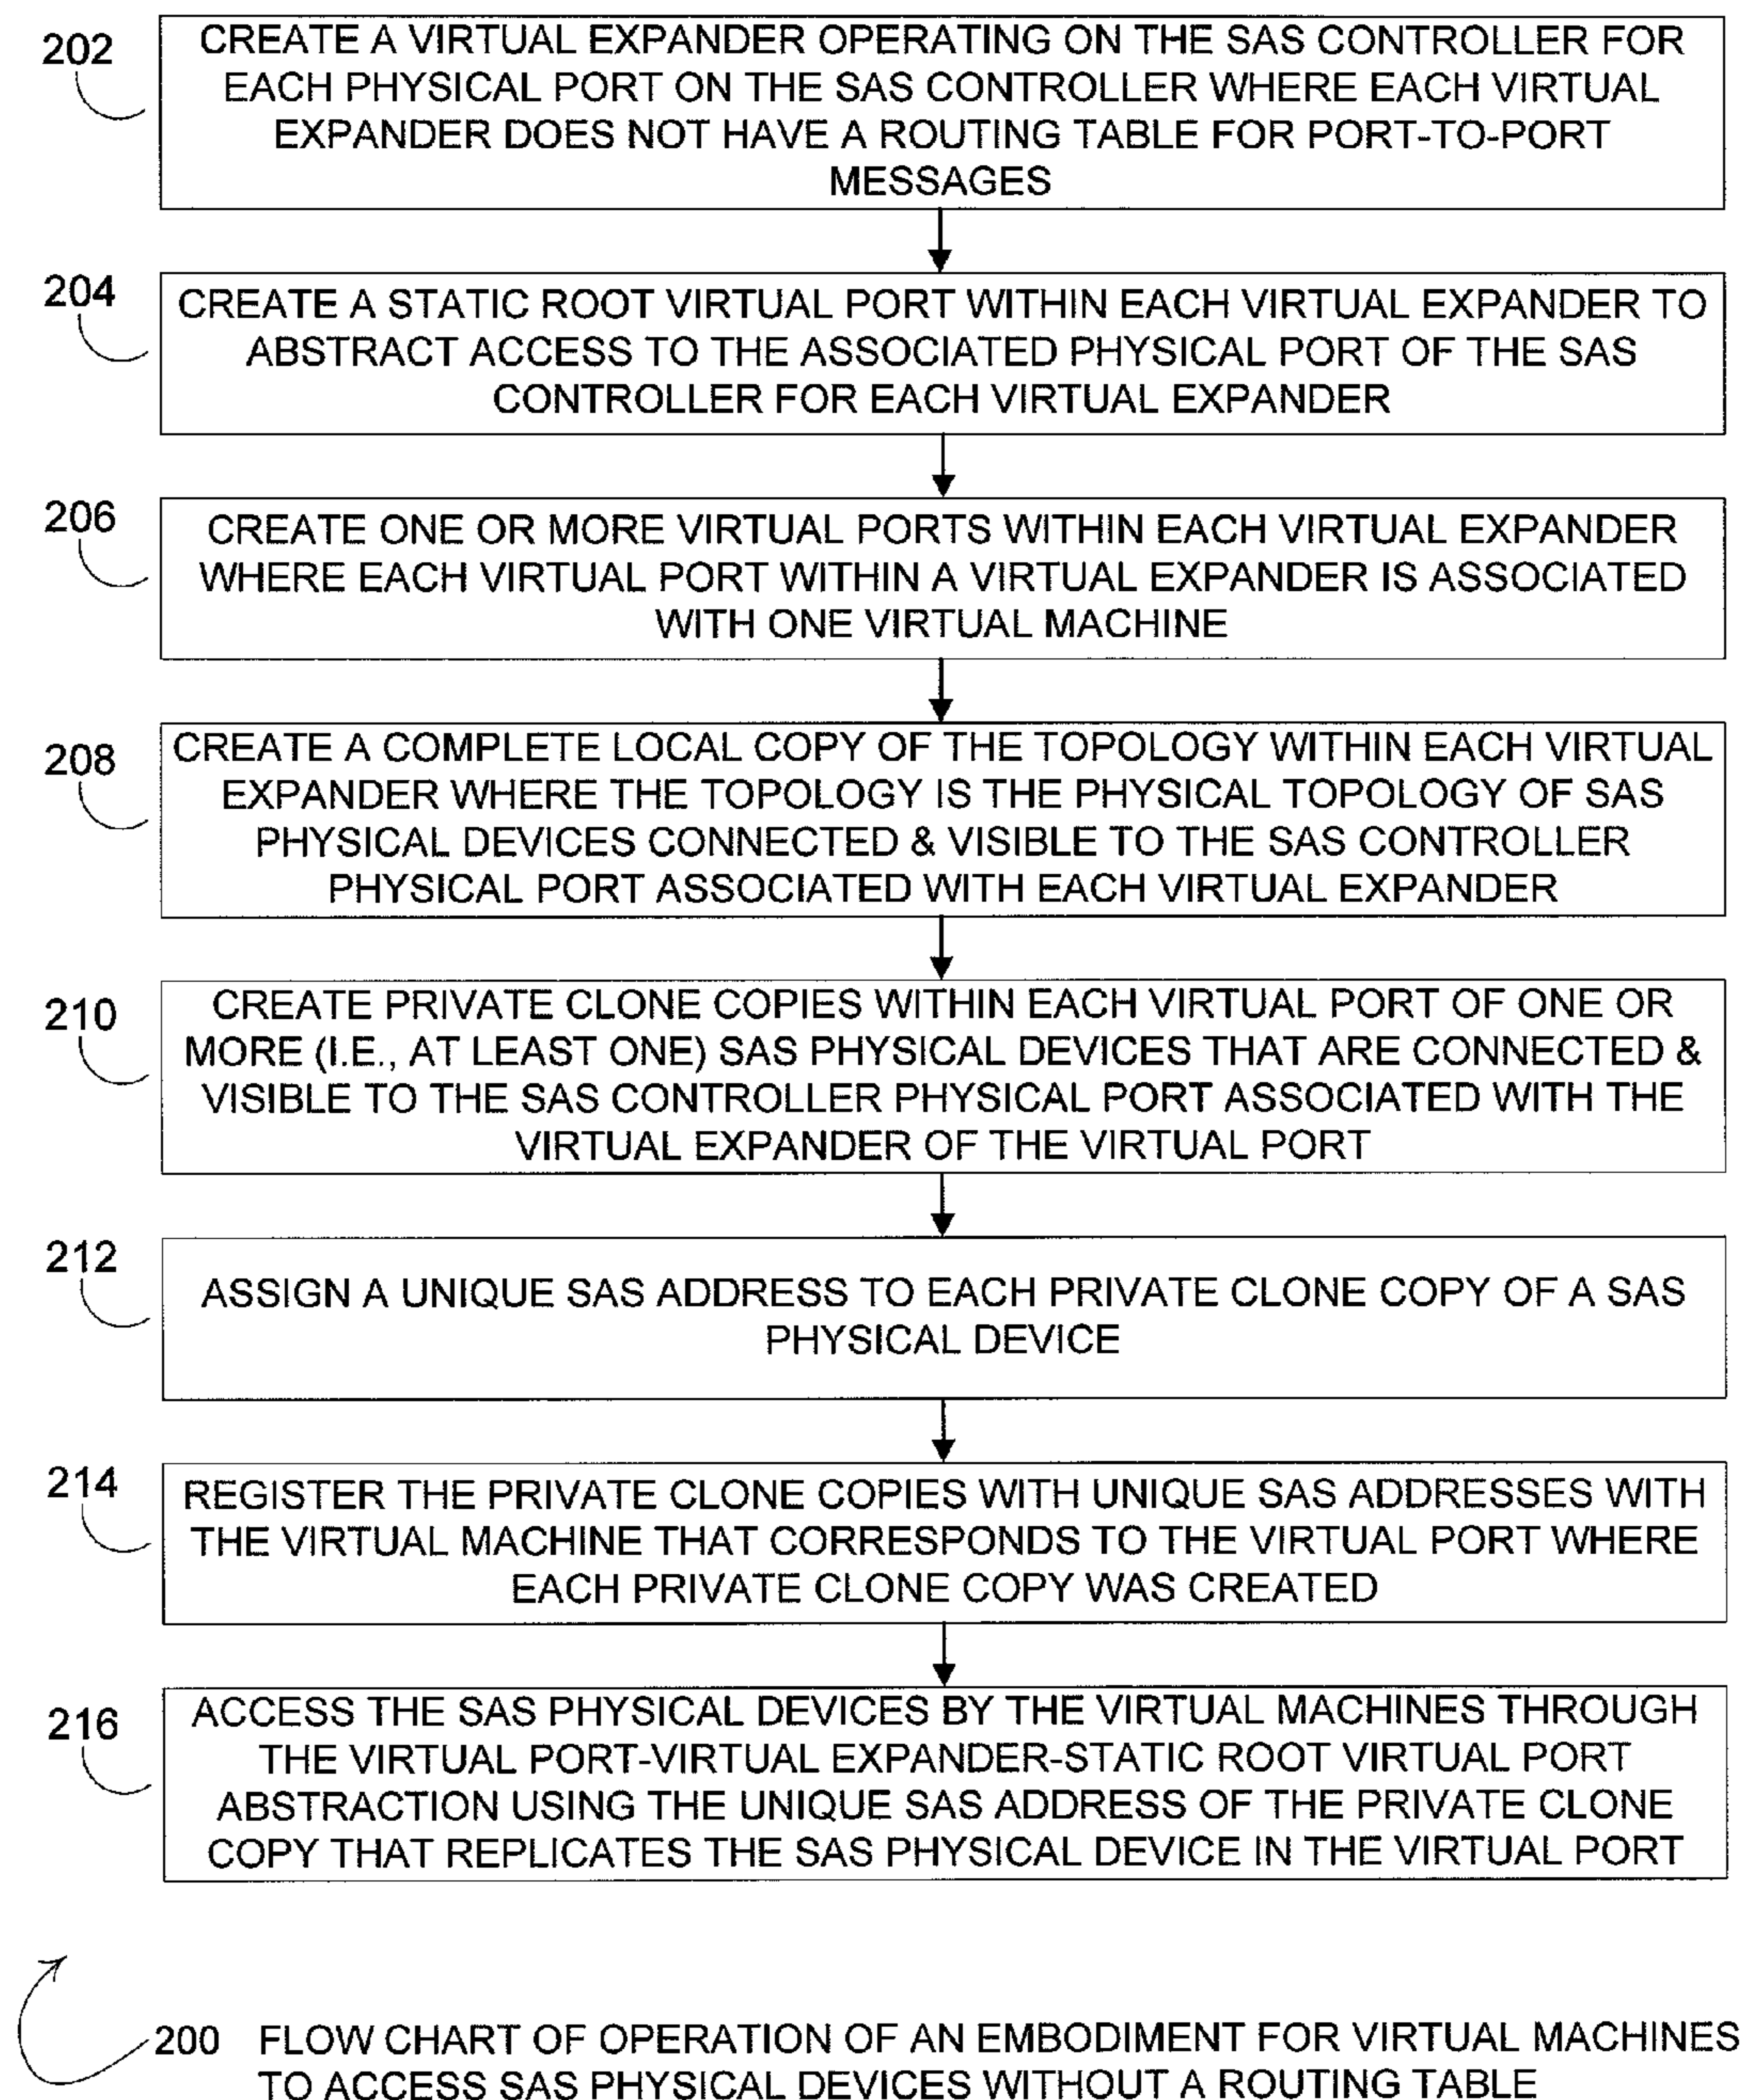 202
CREATE A VIRTUAL EXPANDER OPERATING ON THE SAS CONTROLLER FOR
EACH PHYSICAL PORT ON THE SAS CONTROLLER WHERE EACH VIRTUAL
EXPANDER DOES NOT HAVE A ROUTING TABLE FOR PORT-TO-PORT
MESSAGES
204
CREATE A STATIC ROOT VIRTUAL PORT WITHIN EACH VIRTUAL EXPANDER TO
ABSTRACT ACCESS TO THE ASSOCIATED PHYSICAL PORT OF THE SAS
CONTROLLER FOR EACH VIRTUAL EXPANDER
206
CREATE ONE OR MORE VIRTUAL PORTS WITHIN EACH VIRTUAL EXPANDER
WHERE EACH VIRTUAL PORT WITHIN A VIRTUAL EXPANDER IS ASSOCIATED
WITH ONE VIRTUAL MACHINE
208
CREATE A COMPLETE LOCAL COPY OF THE TOPOLOGY WITHIN EACH VIRTUAL
EXPANDER WHERE THE TOPOLOGY IS THE PHYSICAL TOPOLOGY OF SAS
PHYSICAL DEVICES CONNECTED & VISIBLE TO THE SAS CONTROLLER
PHYSICAL PORT ASSOCIATED WITH EACH VIRTUAL EXPANDER
210
CREATE PRIVATE CLONE COPIES WITHIN EACH VIRTUAL PORT OF ONE OR
MORE (I.E., AT LEAST ONE) SAS PHYSICAL DEVICES THAT ARE CONNECTED &
VISIBLE TO THE SAS CONTROLLER PHYSICAL PORT ASSOCIATED WITH THE
VIRTUAL EXPANDER OF THE VIRTUAL PORT
212
ASSIGN A UNIQUE SAS ADDRESS TO EACH PRIVATE CLONE COPY OF A SAS
PHYSICAL DEVICE
214
REGISTER THE PRIVATE CLONE COPIES WITH UNIQUE SAS ADDRESSES WITH
THE VIRTUAL MACHINE THAT CORRESPONDS TO THE VIRTUAL PORT WHERE
EACH PRIVATE CLONE COPY WAS CREATED
216
ACCESS THE SAS PHYSICAL DEVICES BY THE VIRTUAL MACHINES THROUGH
THE VIRTUAL PORT-VIRTUAL EXPANDER-STATIC ROOT VIRTUAL PORT
ABSTRACTION USING THE UNIQUE SAS ADDRESS OF THE PRIVATE CLONE
COPY THAT REPLICATES THE SAS PHYSICAL DEVICE IN THE VIRTUAL PORT
200 FLOW CHART OF OPERATION OF AN EMBODIMENT FOR VIRTUAL MACHINES
TO ACCESS SAS PHYSICAL DEVICES WITHOUT A ROUTING TABLE